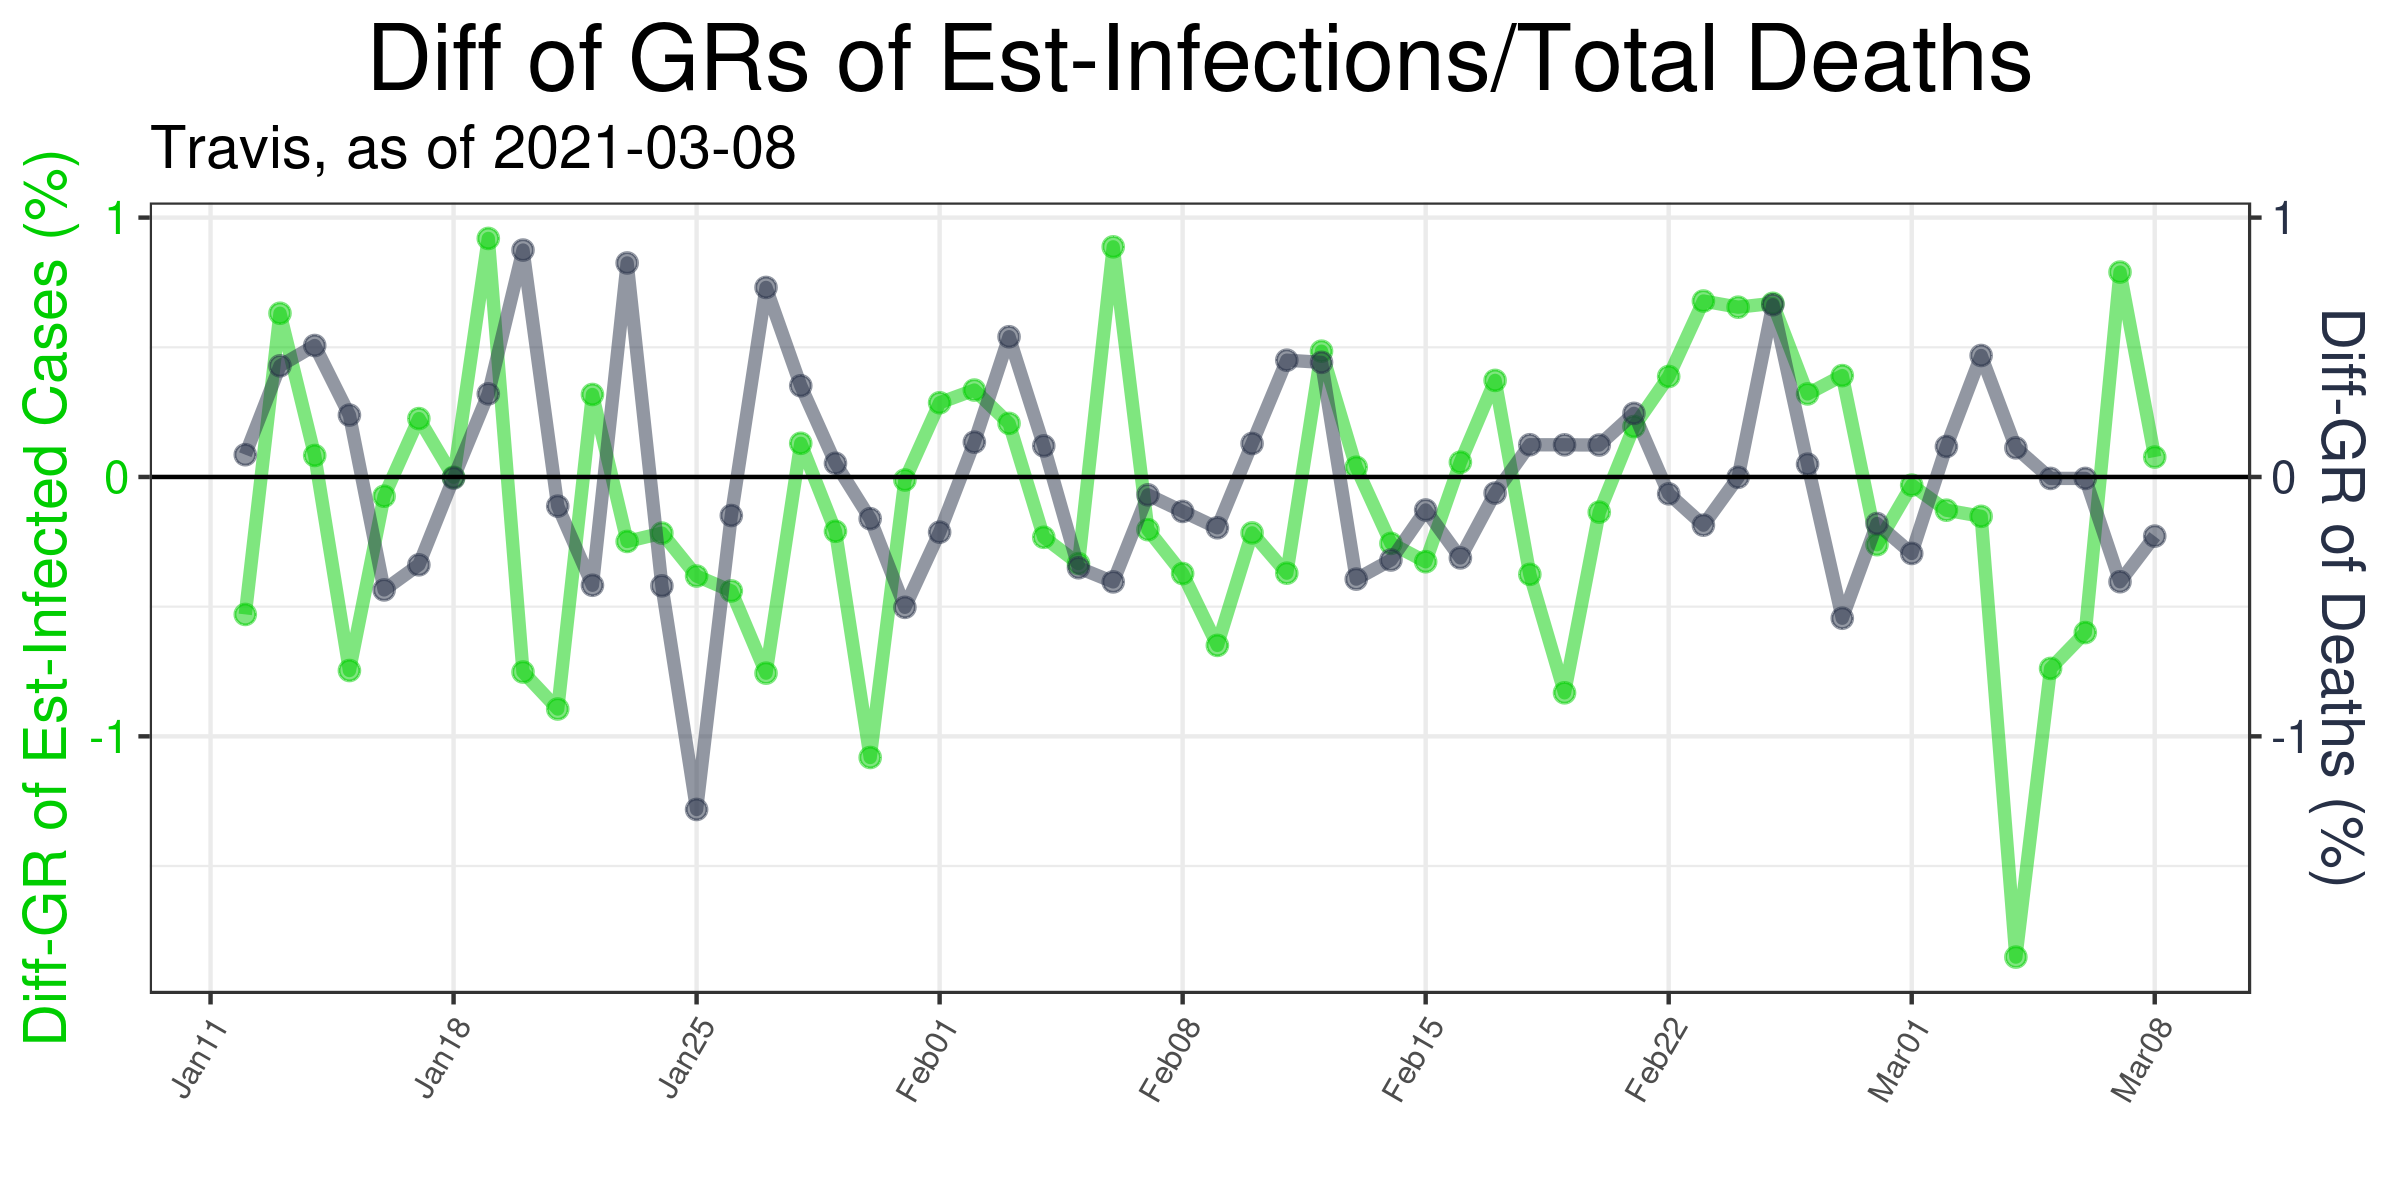 Diff of GRs of Est-Infections/Total Deaths
Travis, as of 2021-03-08
Diff-GR of Est-Infected Cases (%)
1
0
-1
1
0
-1
Diff-GR of Deaths (%)
Jan11
Jan18
Jan25
Feb01
Feb08
Feb15
Feb22
Mar01
Mar08